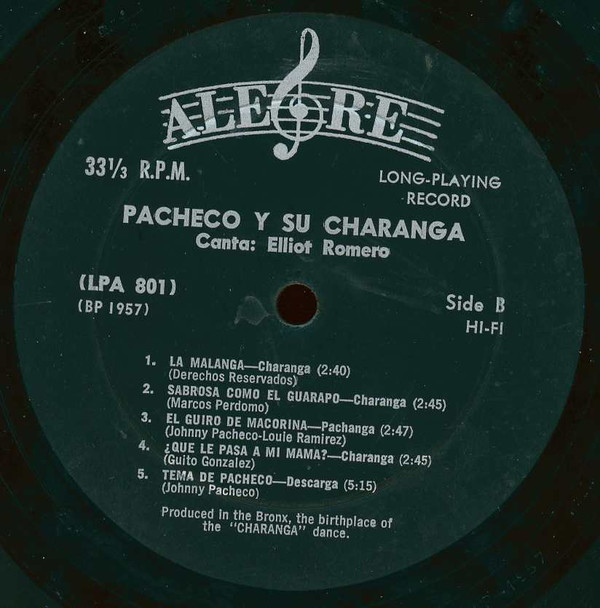 ALEGRE
33⅓ R.P.M.
LONG-PLAYING
RECORD
PACHECO Y SU CHARANGA
Canta: Elliot Romero
(LPA 801)
(BP 1957)
Side B
HI-FI
1. LA MALANGA—Charanga (2:40)
(Derechos Reservados)
2. SABROSA COMO EL GUARAPO—Charanga (2:45)
(Marcos Perdomo)
3. EL GUIRO DE MACORINA—Pachanga (2:47)
(Johnny Pacheco-Louie Ramirez)
4. ¿QUE LE PASA A MI MAMA?—Charanga (2:45)
(Guito Gonzalez)
5. TEMA DE PACHECO—Descarga (5:15)
(Johnny Pacheco)
Produced in the Bronx, the birthplace of
the "CHARANGA" dance.